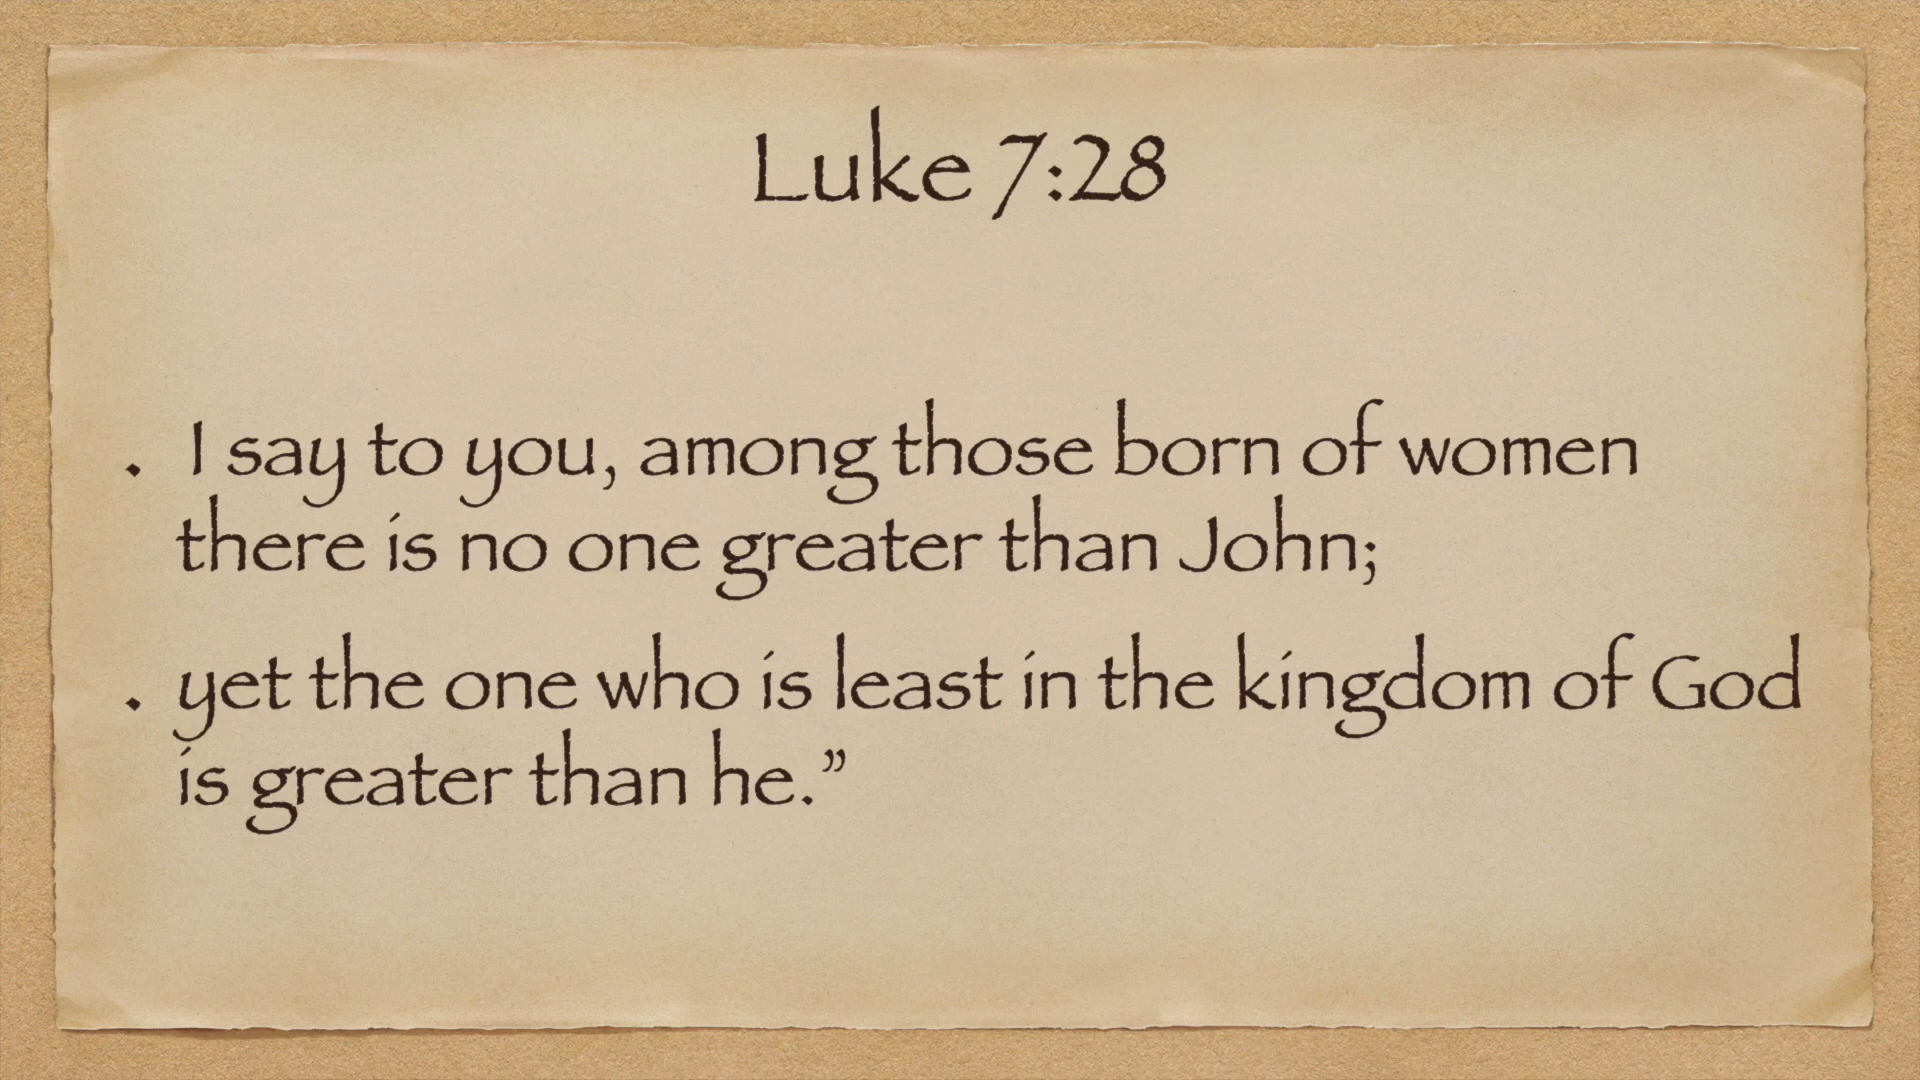 Luke 7:28
• I say to you, among those born of women
there is no one greater than John;
• yet the one who is least in the kingdom of God
is greater than he.”